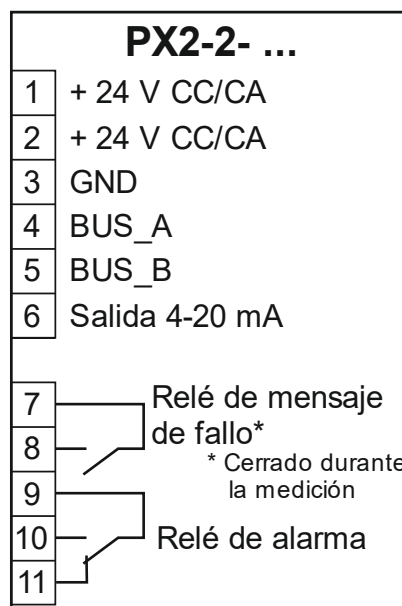 PX2-2- ...
1 + 24 V CC/CA
2 + 24 V CC/CA
3 GND
4 BUS_A
5 BUS_B
6 Salida 4-20 mA
7 Relé de mensaje
8 de fallo*
* Cerrado durante
9 la medición
10 Relé de alarma
11